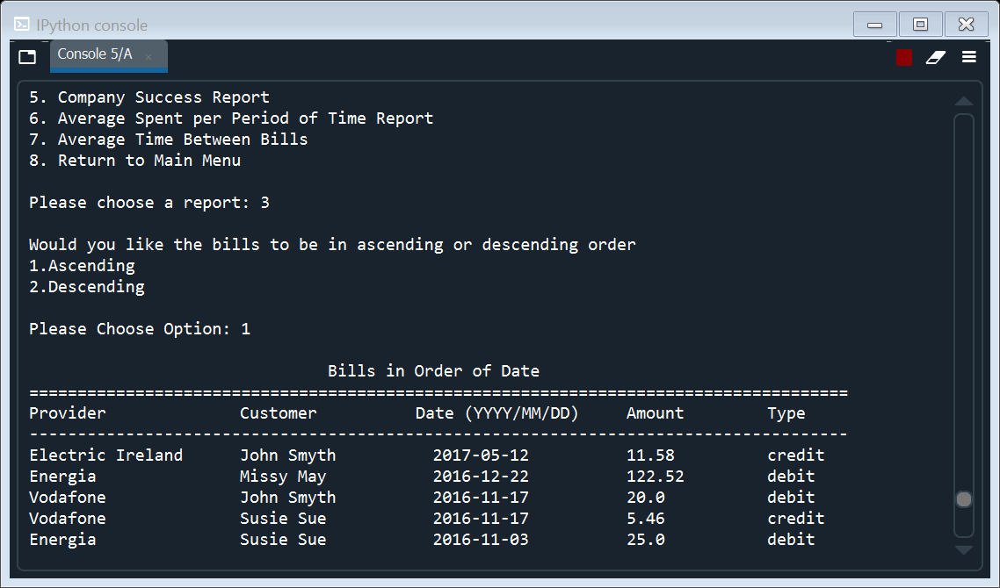 IPython console
Console 5/A
5. Company Success Report
6. Average Spent per Period of Time Report
7. Average Time Between Bills
8. Return to Main Menu
Please choose a report: 3
Would you like the bills to be in ascending or descending order
1.Ascending
2.Descending
Please Choose Option: 1
Bills in Order of Date
=====================================================================================
Provider Customer Date (YYYY/MM/DD) Amount Type
-------------------------------------------------------------------------------------
Electric Ireland John Smyth 2017-05-12 11.58 credit
Energia Missy May 2016-12-22 122.52 debit
Vodafone John Smyth 2016-11-17 20.0 debit
Vodafone Susie Sue 2016-11-17 5.46 credit
Energia Susie Sue 2016-11-03 25.0 debit